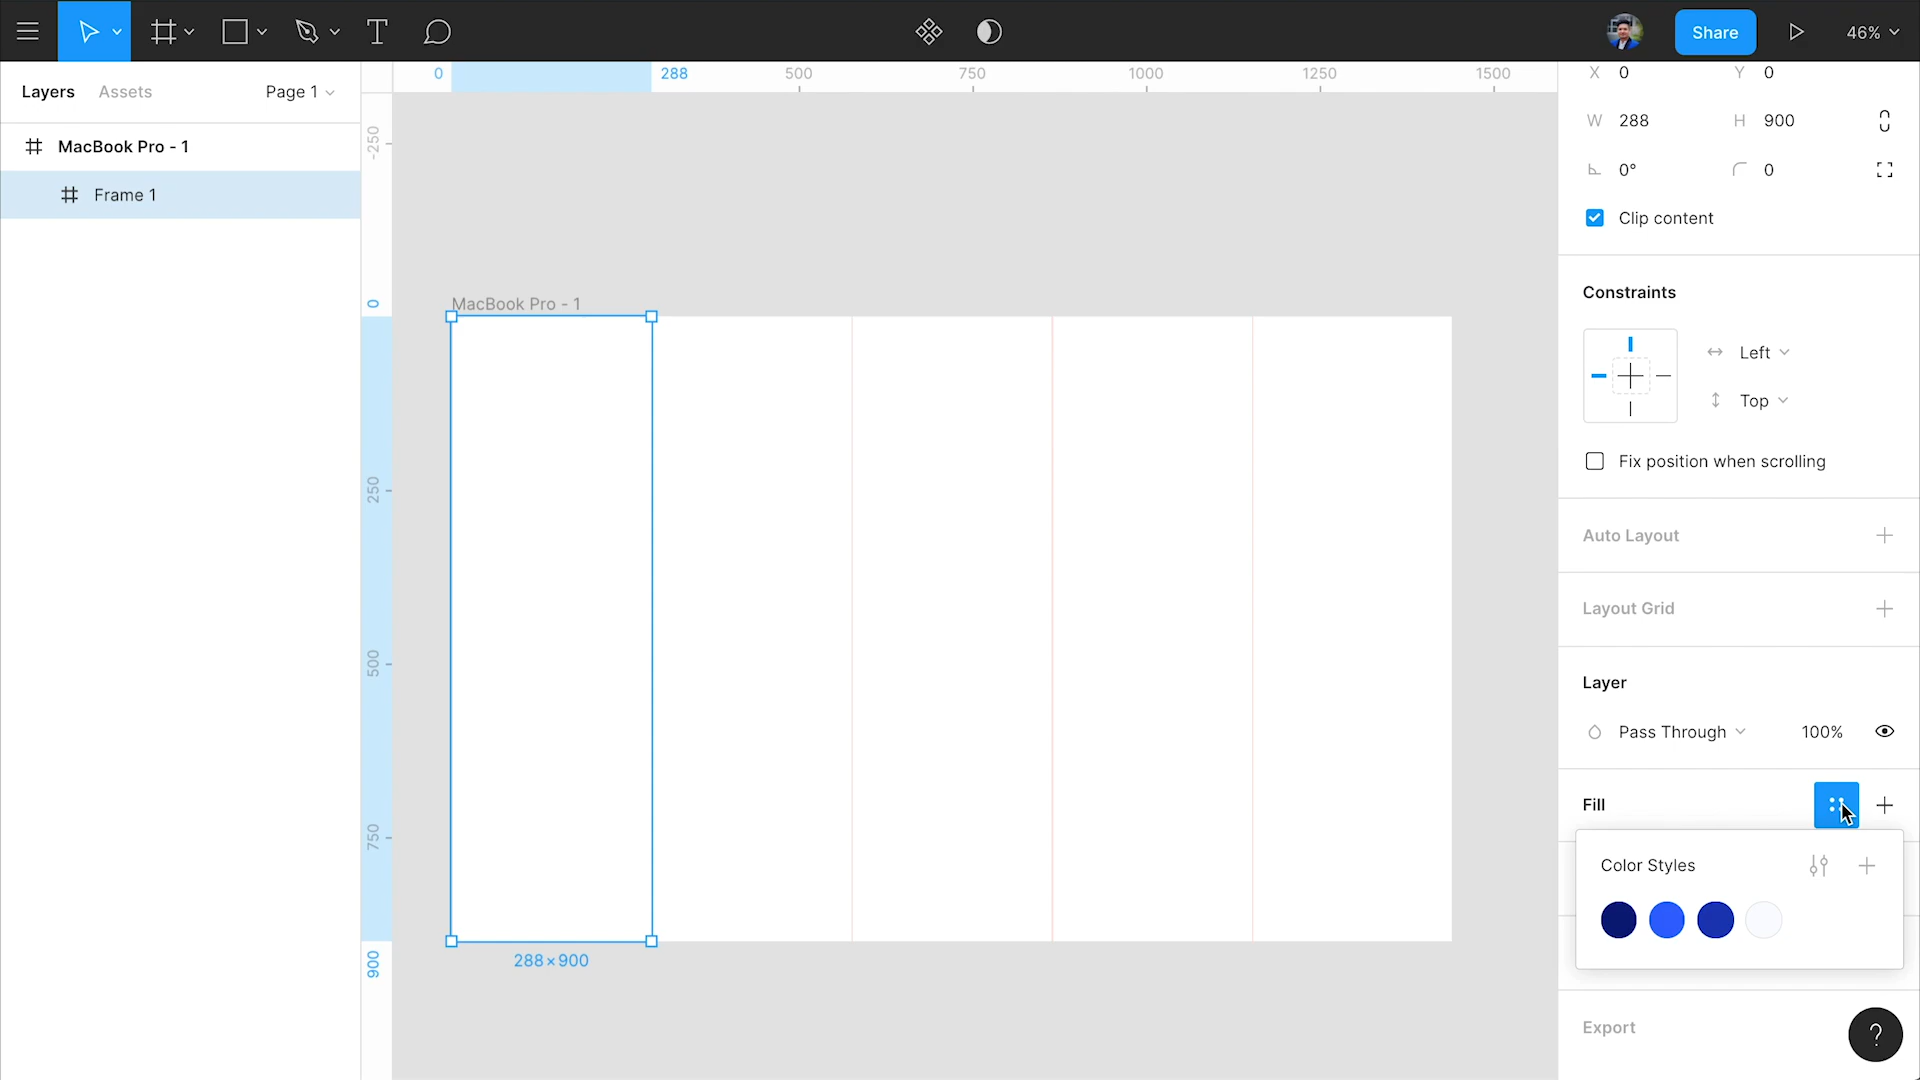 Share
46%
Layers
Assets
Page 1
0
288
500
750
1000
1250
1500
X 0
Y 0
MacBook Pro - 1
W 288
H 900
-250
0°
0
Frame 1
Clip content
Constraints
0
MacBook Pro - 1
Left
Top
Fix position when scrolling
250
Auto Layout
Layout Grid
500
Layer
Pass Through
100%
Fill
750
Color Styles
900
288×900
Export
?